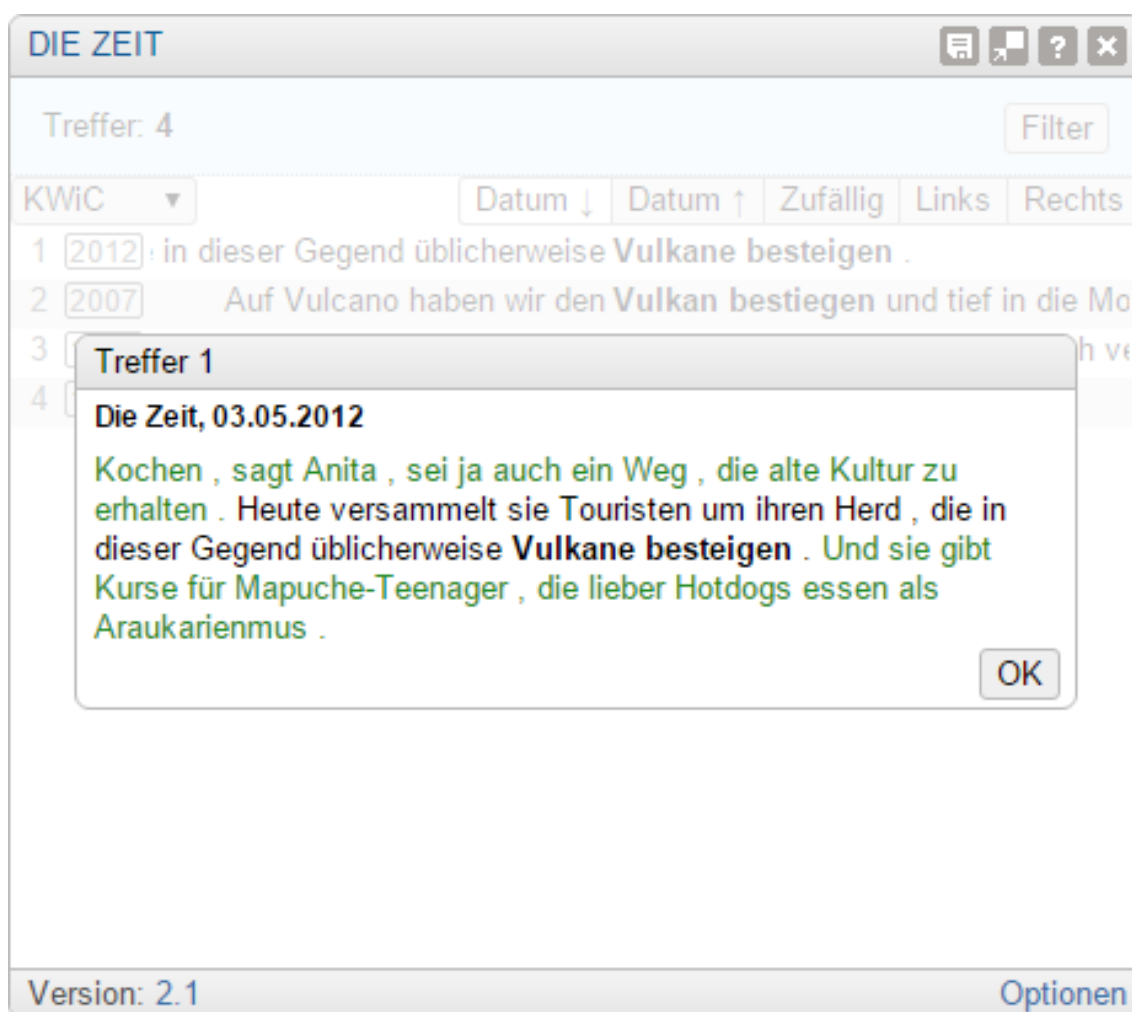 DIE ZEIT
Treffer: 4
Filter
KWiC ▼ Datum ↓ Datum ↑ Zufällig Links Rechts
1 2012 in dieser Gegend üblicherweise Vulkane besteigen .
2 2007 Auf Vulcano haben wir den Vulkan bestiegen und tief in die Mo
3
4
Treffer 1
Die Zeit, 03.05.2012
Kochen , sagt Anita , sei ja auch ein Weg , die alte Kultur zu
erhalten . Heute versammelt sie Touristen um ihren Herd , die in
dieser Gegend üblicherweise Vulkane besteigen . Und sie gibt
Kurse für Mapuche-Teenager , die lieber Hotdogs essen als
Araukarienmus .
OK
Version: 2.1
Optionen